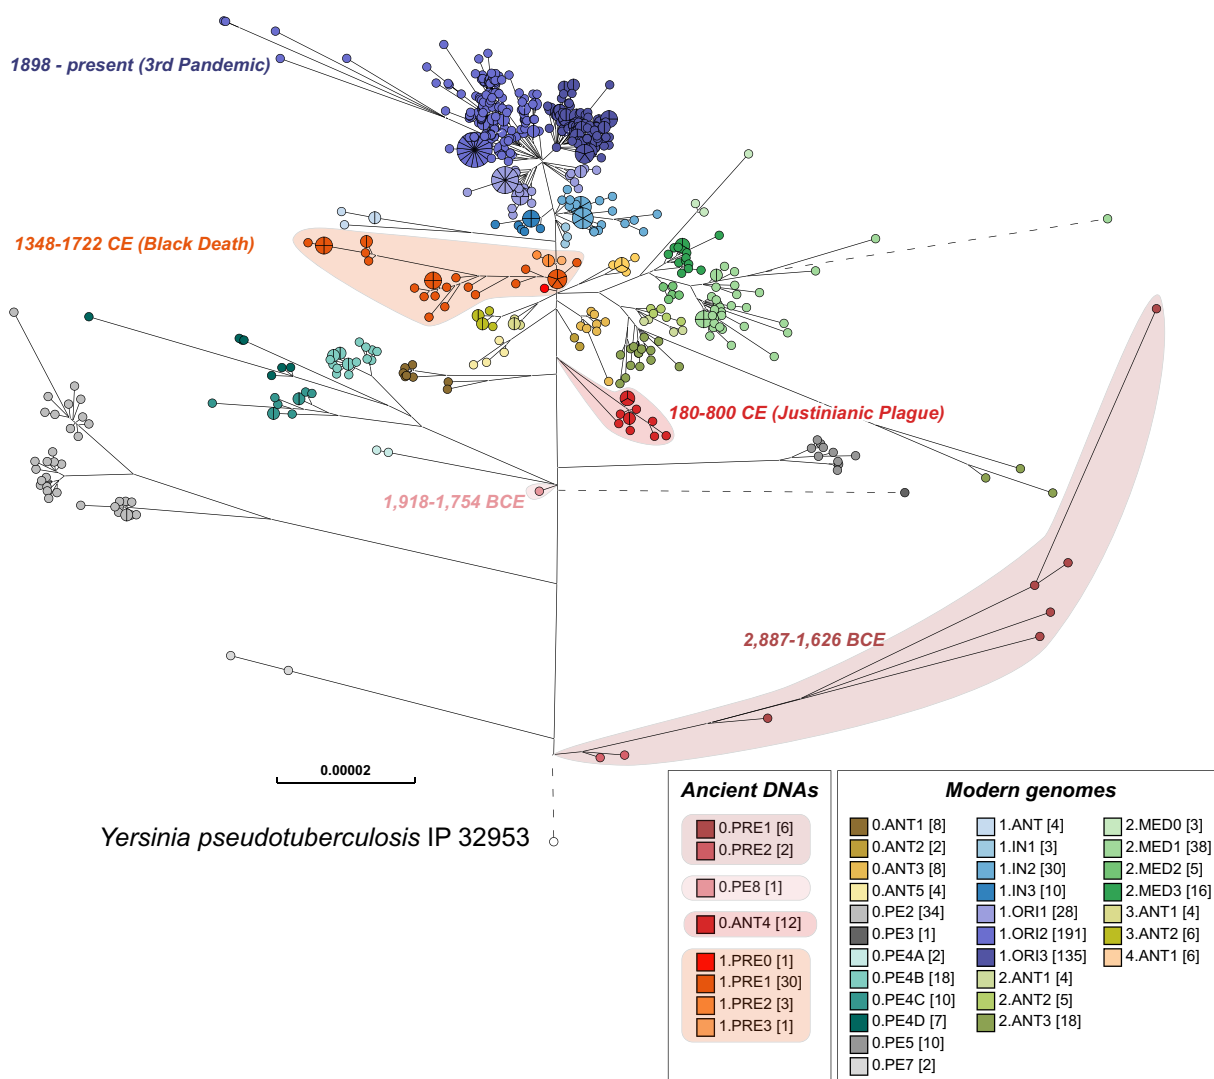 1898 - present (3rd Pandemic)
1348-1722 CE (Black Death)
180-800 CE (Justinianic Plague)
1,918-1,754 BCE
2,887-1,626 BCE
0.00002
Yersinia pseudotuberculosis IP 32953
Ancient DNAs
0.PRE1 [6]
0.PRE2 [2]
0.PE8 [1]
0.ANT4 [12]
1.PRE0 [1]
1.PRE1 [30]
1.PRE2 [3]
1.PRE3 [1]
Modern genomes
0.ANT1 [8]
0.ANT2 [2]
0.ANT3 [8]
0.ANT5 [4]
0.PE2 [34]
0.PE3 [1]
0.PE4A [2]
0.PE4B [18]
0.PE4C [10]
0.PE4D [7]
0.PE5 [10]
0.PE7 [2]
1.ANT [4]
1.IN1 [3]
1.IN2 [30]
1.IN3 [10]
1.ORI1 [28]
1.ORI2 [191]
1.ORI3 [135]
2.ANT1 [4]
2.ANT2 [5]
2.ANT3 [18]
2.MED0 [3]
2.MED1 [38]
2.MED2 [5]
2.MED3 [16]
3.ANT1 [4]
3.ANT2 [6]
4.ANT1 [6]